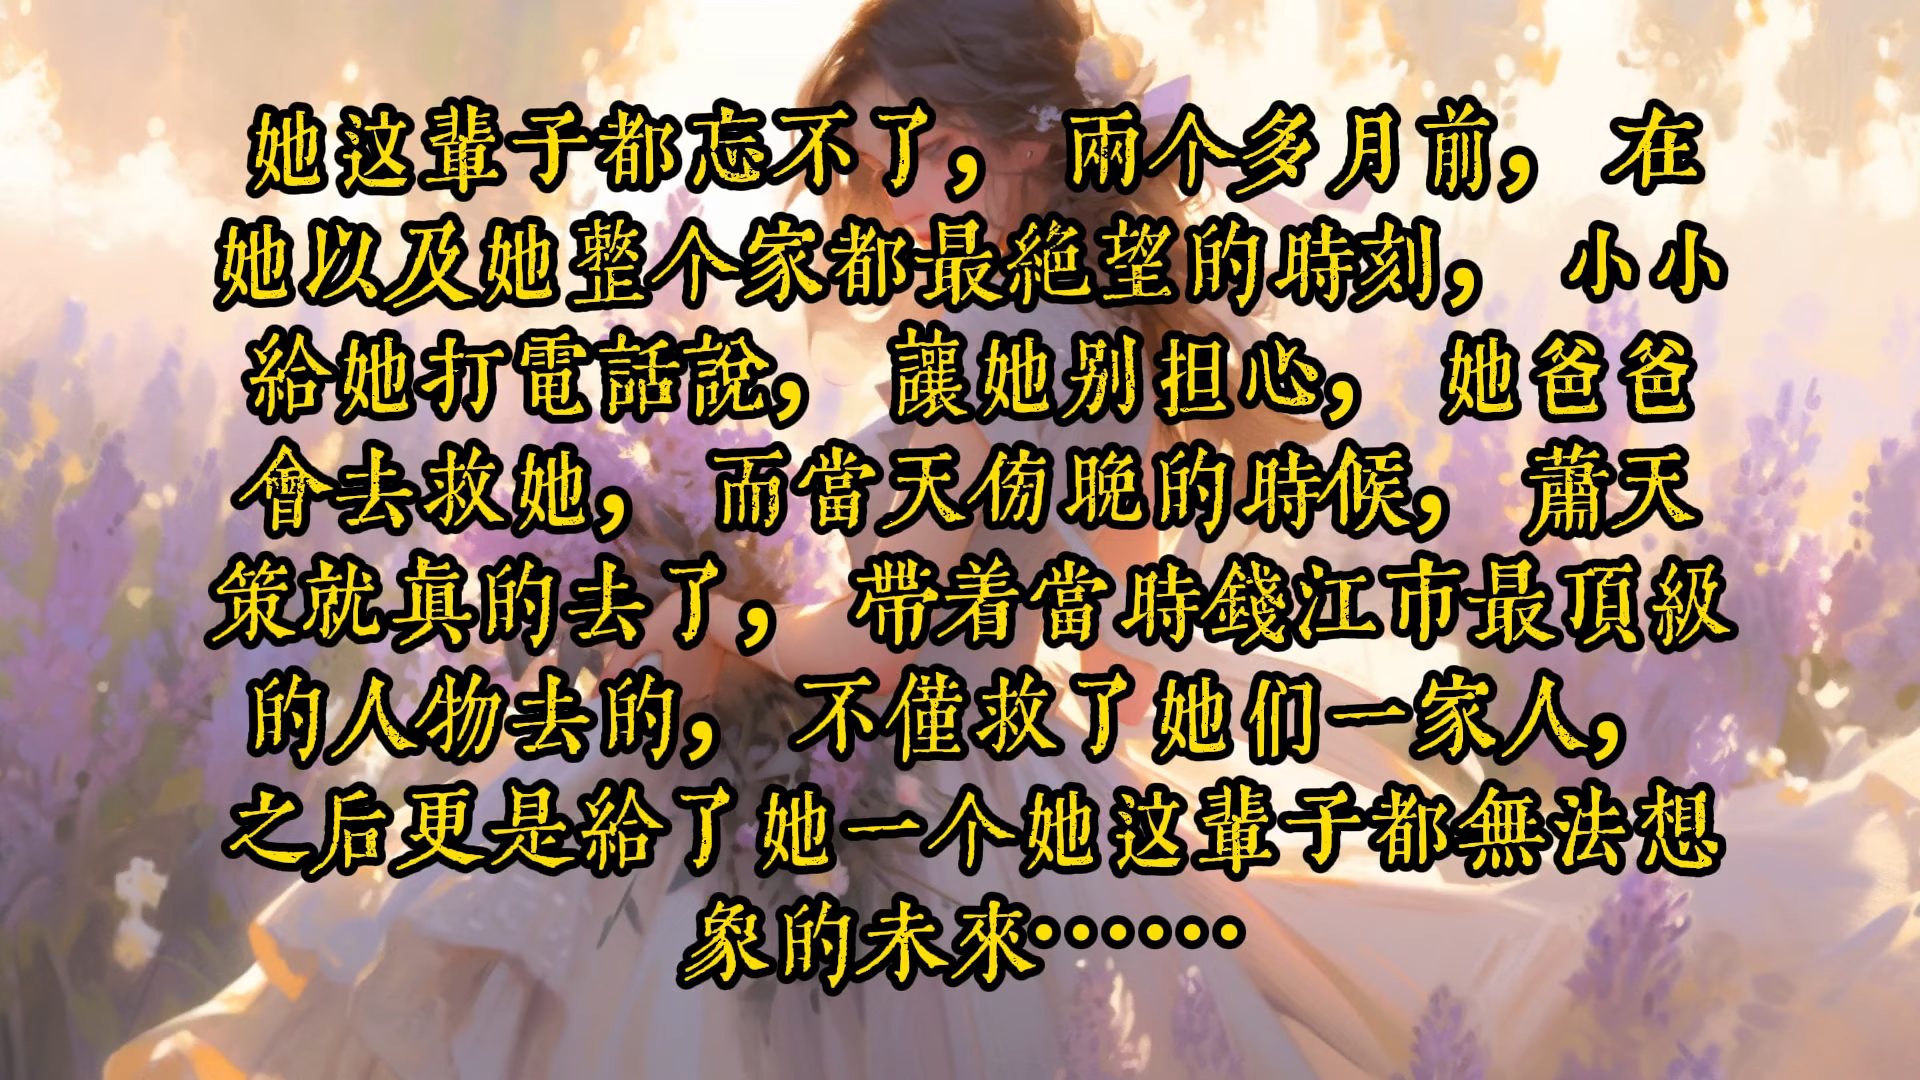 她这輩子都忘不了，兩个多月前，在
她以及她整个家都最絶望的時刻，小小
給她打電話說，讓她别担心，她爸爸
會去救她，而當天傍晚的時候，蕭天
策就真的去了，帶着當時錢江市最頂級
的人物去的，不僅救了她们一家人，
之后更是給了她一个她这輩子都無法想
象的未來……